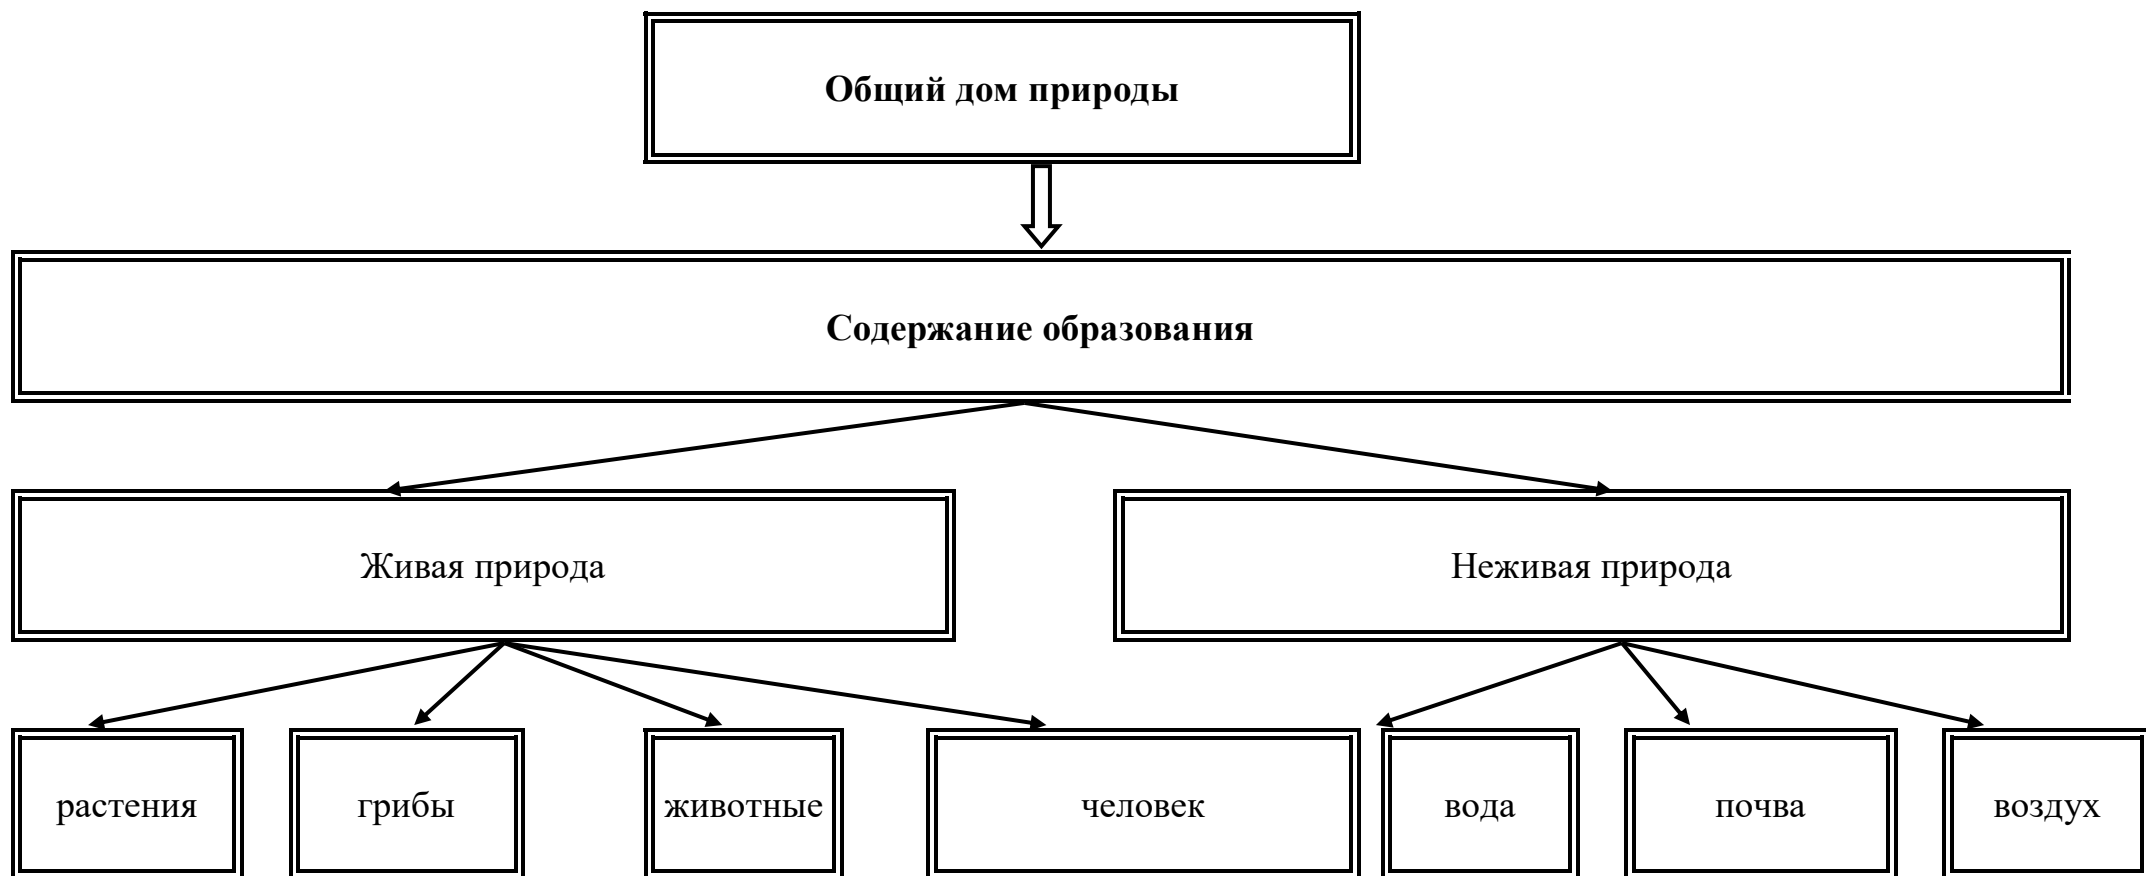 Общий дом природы
Содержание образования
Живая природа
Неживая природа
растения
грибы
животные
человек
вода
почва
воздух